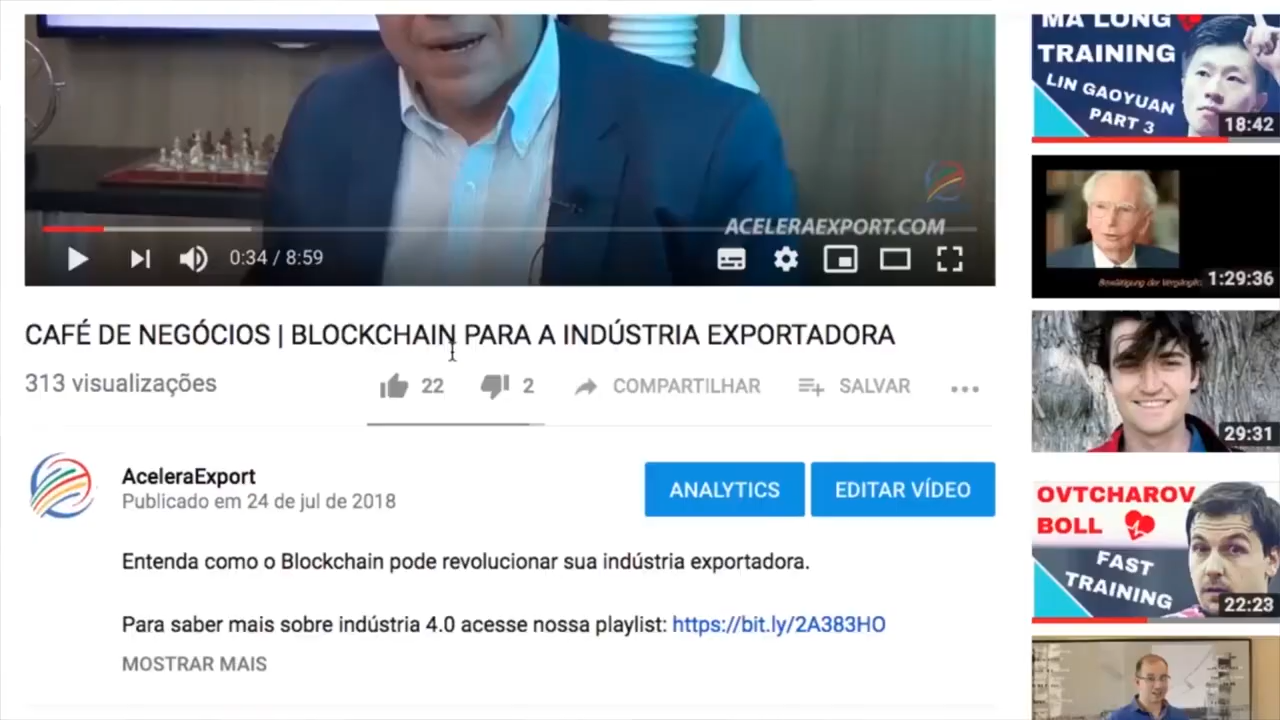 ACELERAEXPORT.COM
0:34 / 8:59
CAFÉ DE NEGÓCIOS | BLOCKCHAIN PARA A INDÚSTRIA EXPORTADORA
313 visualizações
22
2
COMPARTILHAR
SALVAR
AceleraExport
Publicado em 24 de jul de 2018
ANALYTICS
EDITAR VÍDEO
Entenda como o Blockchain pode revolucionar sua indústria exportadora.
Para saber mais sobre indústria 4.0 acesse nossa playlist: https://bit.ly/2A383HO
MOSTRAR MAIS
MA LONG
TRAINING
LIN GAOYUAN
PART 3
18:42
1:29:36
29:31
OVTCHAROV
BOLL
FAST
TRAINING
22:23